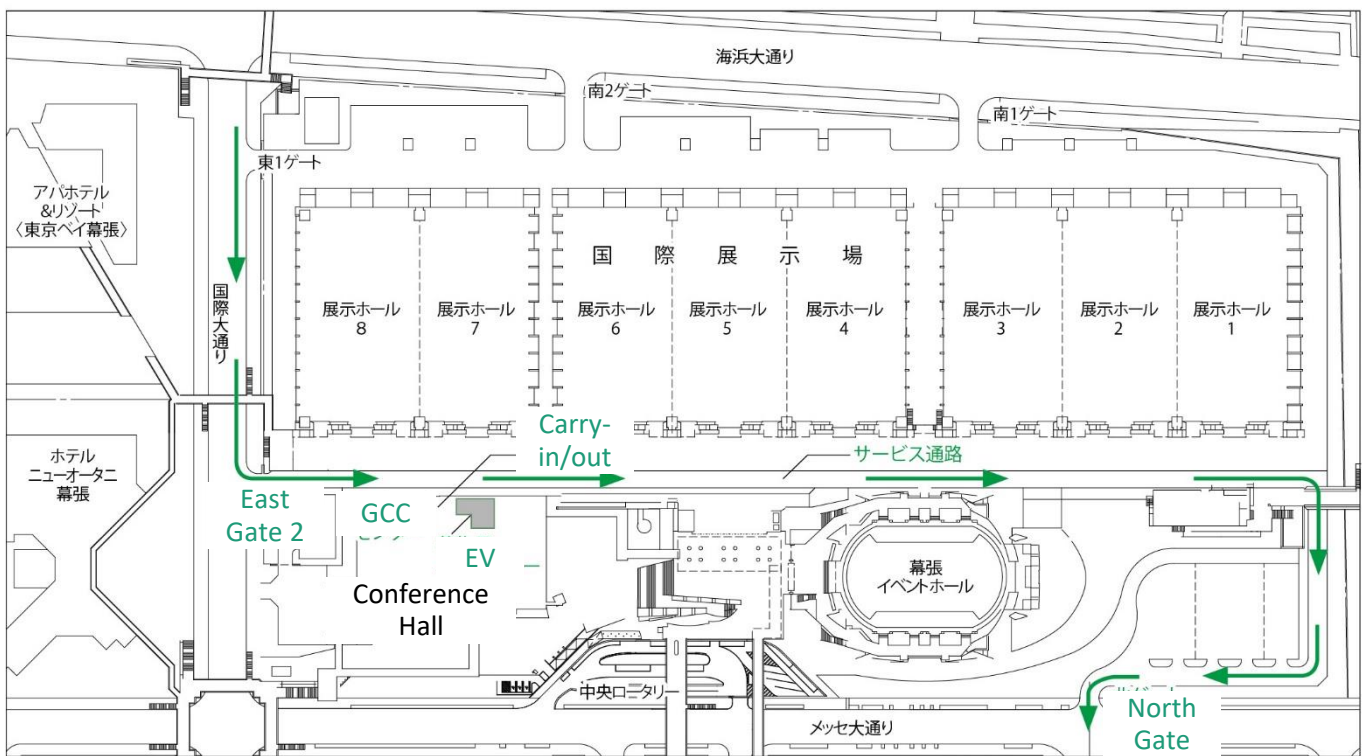 海浜大通り
南2ゲート
南1ゲート
東1ゲート
アパホテル
&リゾート
〈東京ベイ幕張〉
国際展示場
国際大通り
展示ホール
8
展示ホール
7
展示ホール
6
展示ホール
5
展示ホール
4
展示ホール
3
展示ホール
2
展示ホール
1
Carry-
in/out
サービス通路
ホテル
ニューオータニ
幕張
East
Gate 2
GCC
EV
Conference
Hall
幕張
イベントホール
中央ロータリー
メッセ大通り
North
Gate